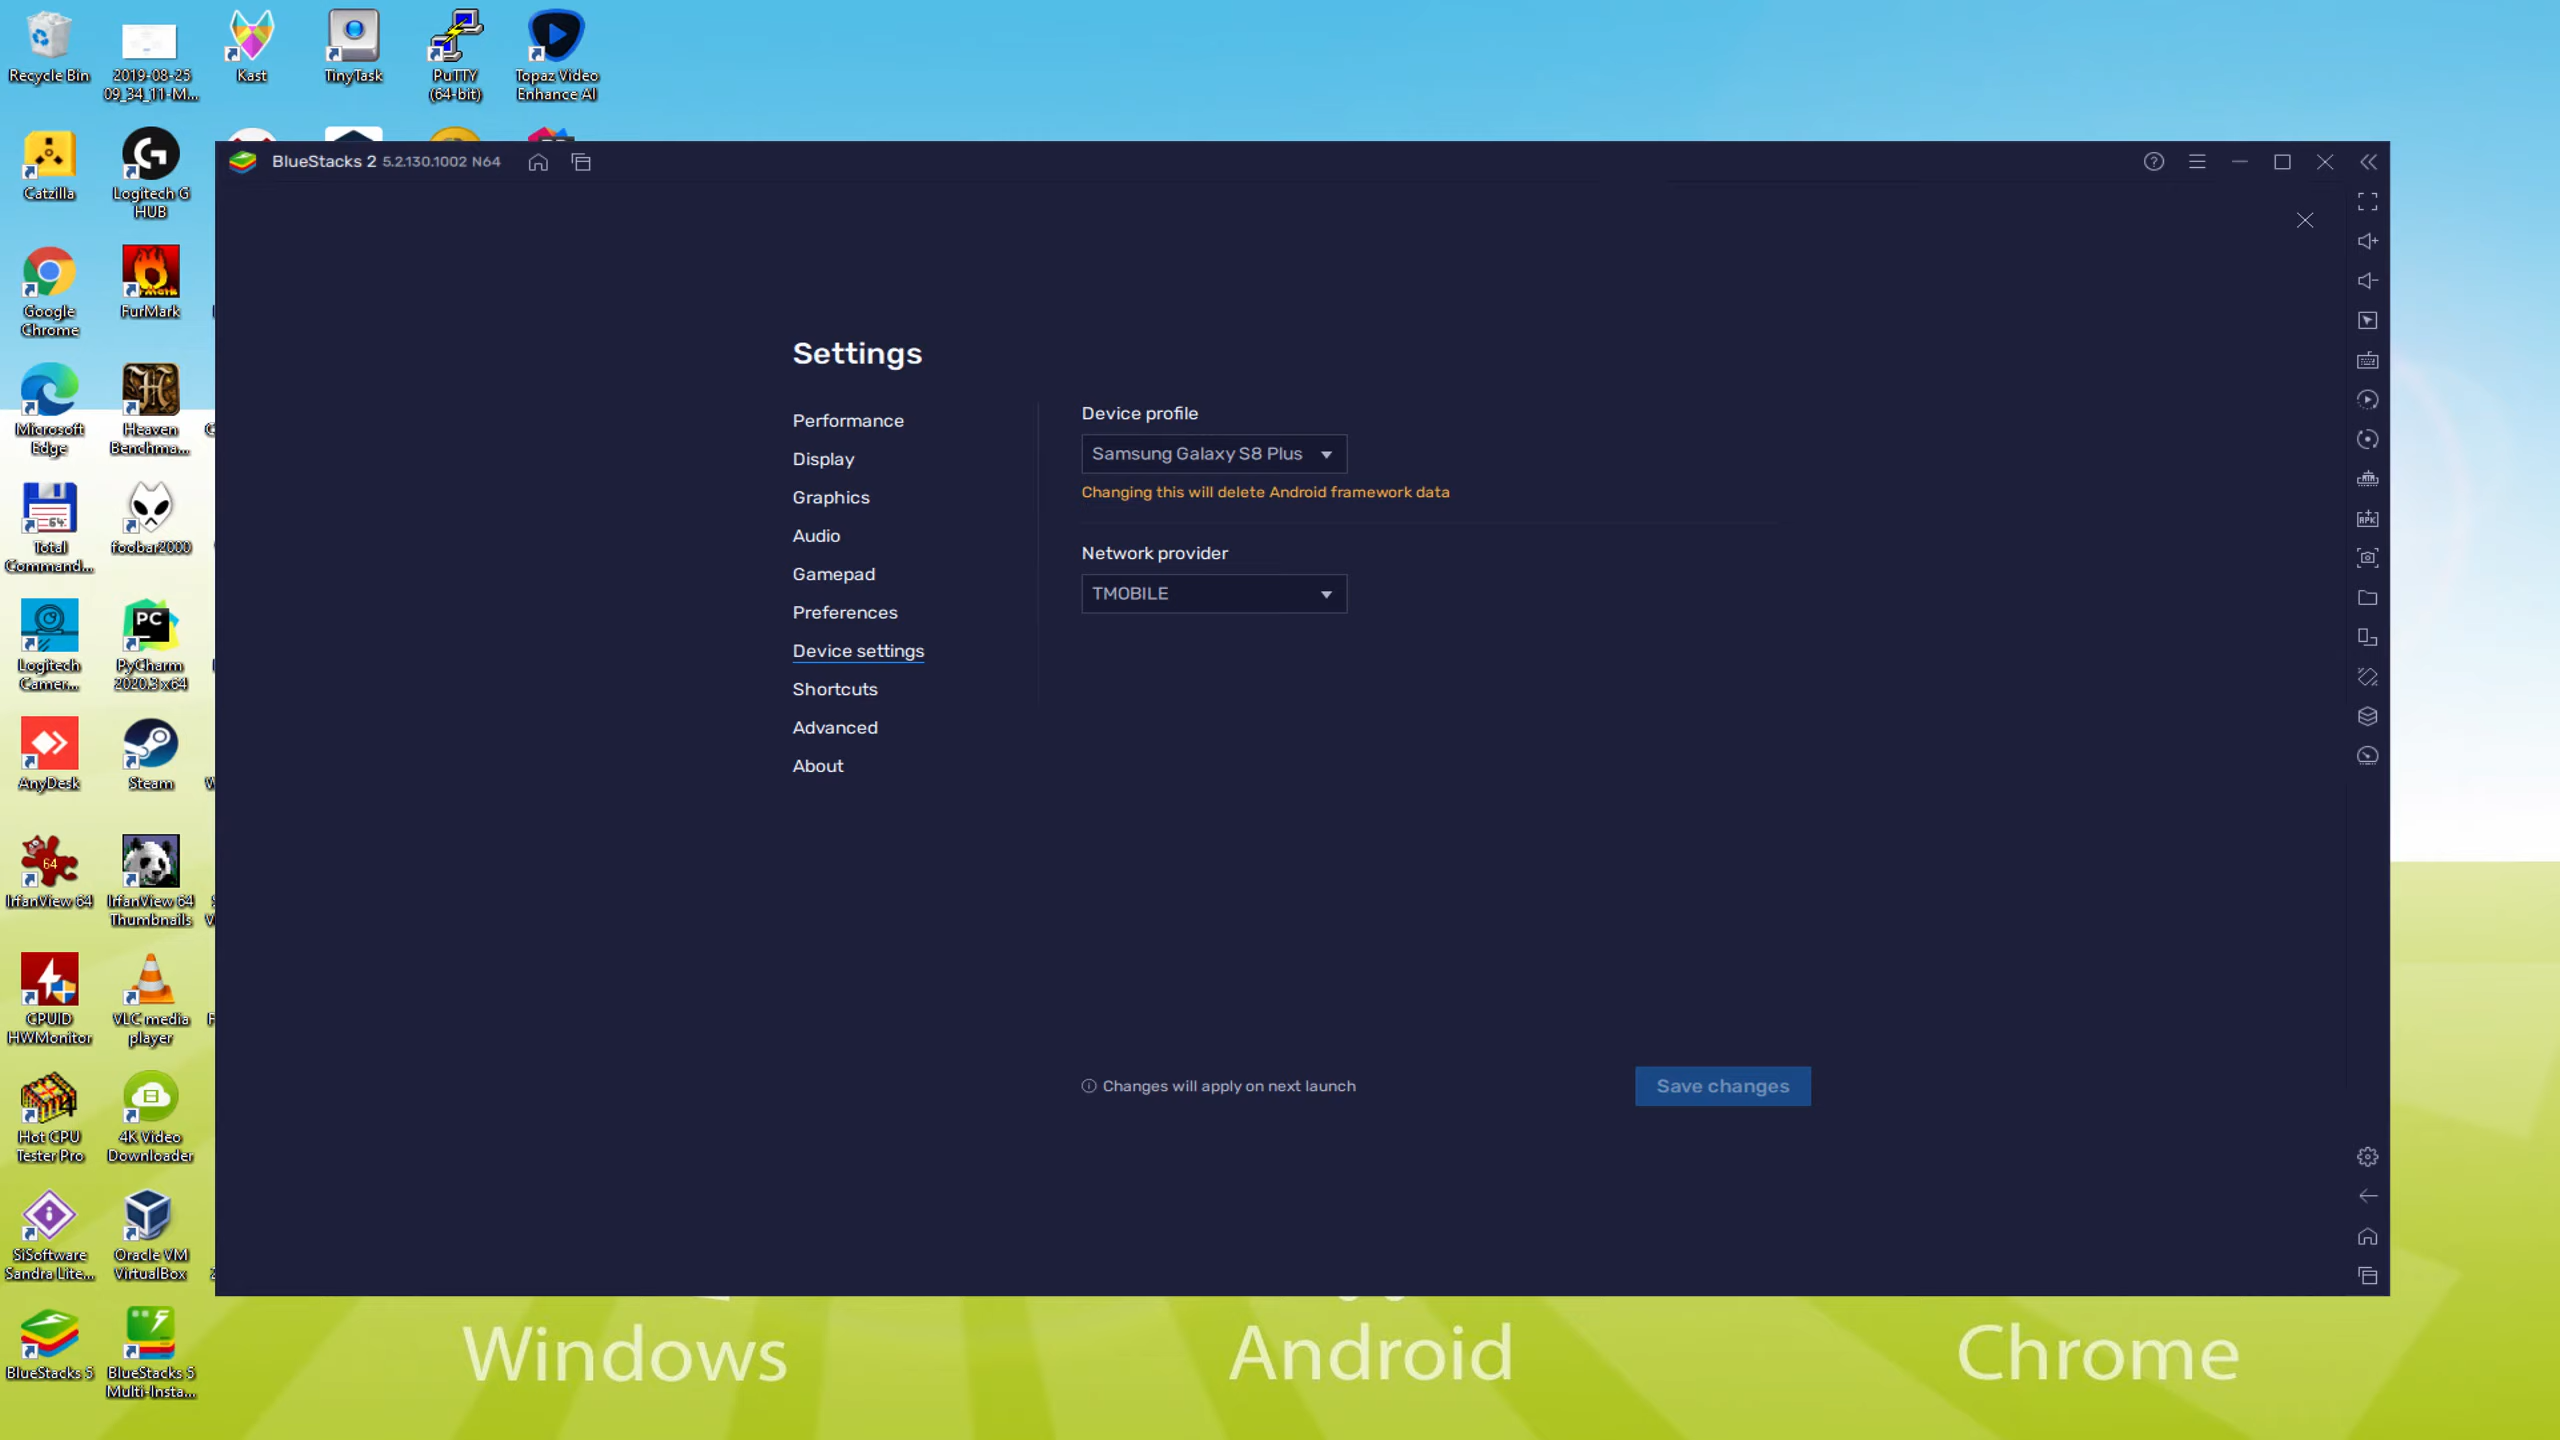 Recycle Bin
2019-08-25
09_34_11-M...
Kast
TinyTask
PuTTY
(64-bit)
Topaz Video
Enhance AI
Catzilla
Logitech G
HUB
Google
Chrome
FurMark
Microsoft
Edge
Heaven
Benchma...
Total
Command...
foobar2000
Logitech
Camer...
PyCharm
2020.3 x64
AnyDesk
Steam
IrfanView 64
IrfanView 64
Thumbnails
CPUID
HWMonitor
VLC media
player
Hot CPU
Tester Pro
4K Video
Downloader
SiSoftware
Sandra Lite...
Oracle VM
VirtualBox
BlueStacks 5
BlueStacks 5
Multi-Insta...
BlueStacks 2 5.2.130.1002 N64
Settings
Performance
Display
Graphics
Audio
Gamepad
Preferences
Device settings
Shortcuts
Advanced
About
Device profile
Samsung Galaxy S8 Plus
Changing this will delete Android framework data
Network provider
TMOBILE
Changes will apply on next launch
Save changes
Windows
Android
Chrome